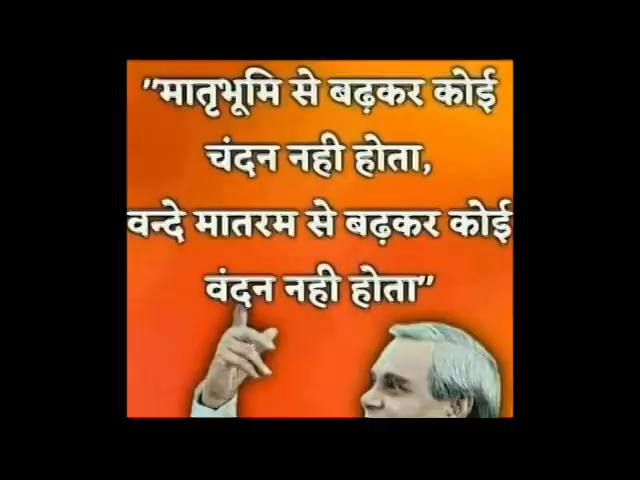 "मातृभूमि से बढ़कर कोई
चंदन नही होता,
वन्दे मातरम से बढ़कर कोई
वंदन नही होता"